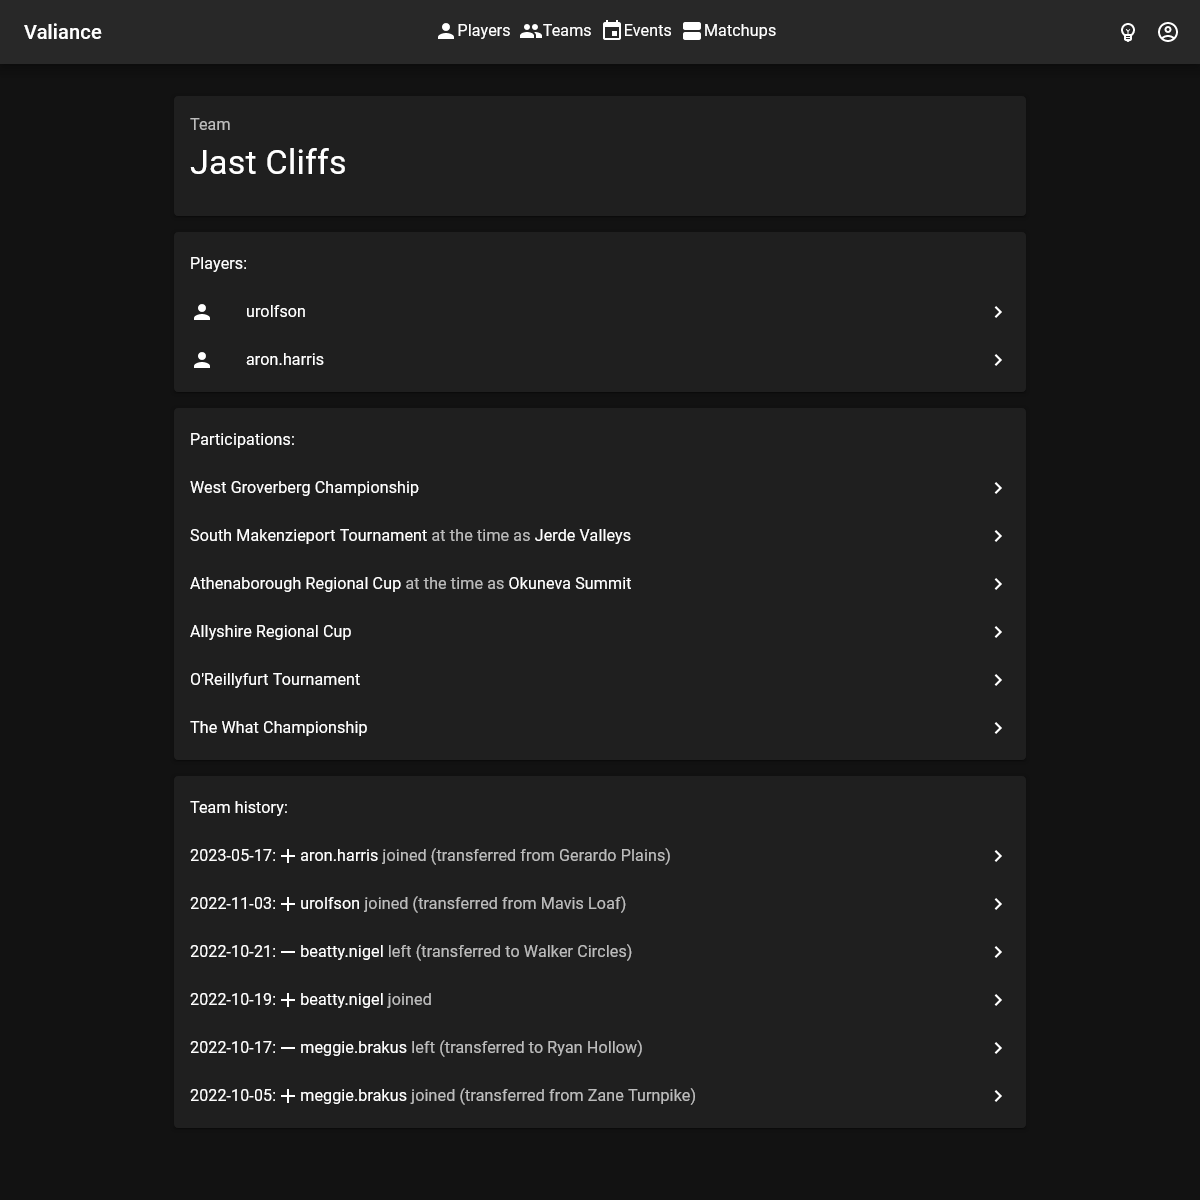 Valiance
Players Teams Events Matchups
Team
Jast Cliffs
Players:
urolfson
aron.harris
Participations:
West Groverberg Championship
South Makenzieport Tournament at the time as Jerde Valleys
Athenaborough Regional Cup at the time as Okuneva Summit
Allyshire Regional Cup
O'Reillyfurt Tournament
The What Championship
Team history:
2023-05-17: + aron.harris joined (transferred from Gerardo Plains)
2022-11-03: + urolfson joined (transferred from Mavis Loaf)
2022-10-21: — beatty.nigel left (transferred to Walker Circles)
2022-10-19: + beatty.nigel joined
2022-10-17: — meggie.brakus left (transferred to Ryan Hollow)
2022-10-05: + meggie.brakus joined (transferred from Zane Turnpike)